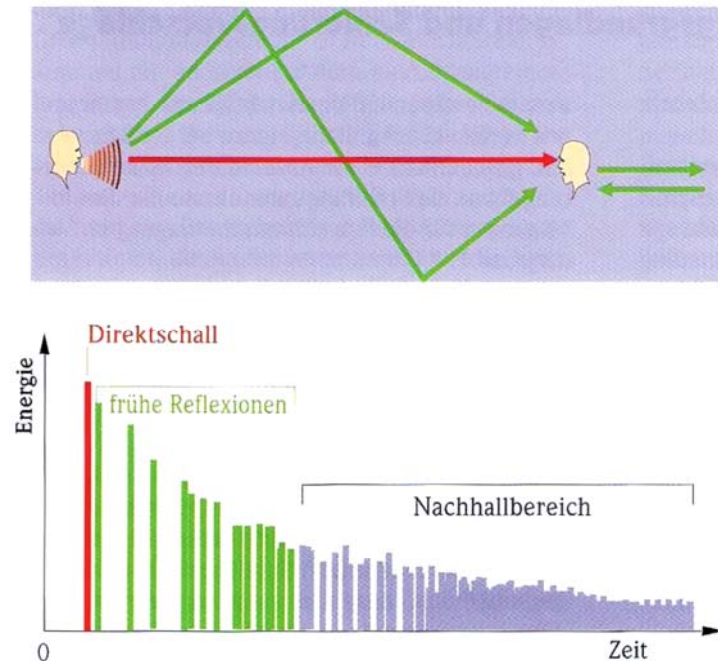 Direktschall
Energie
frühe Reflexionen
Nachhallbereich
0
Zeit